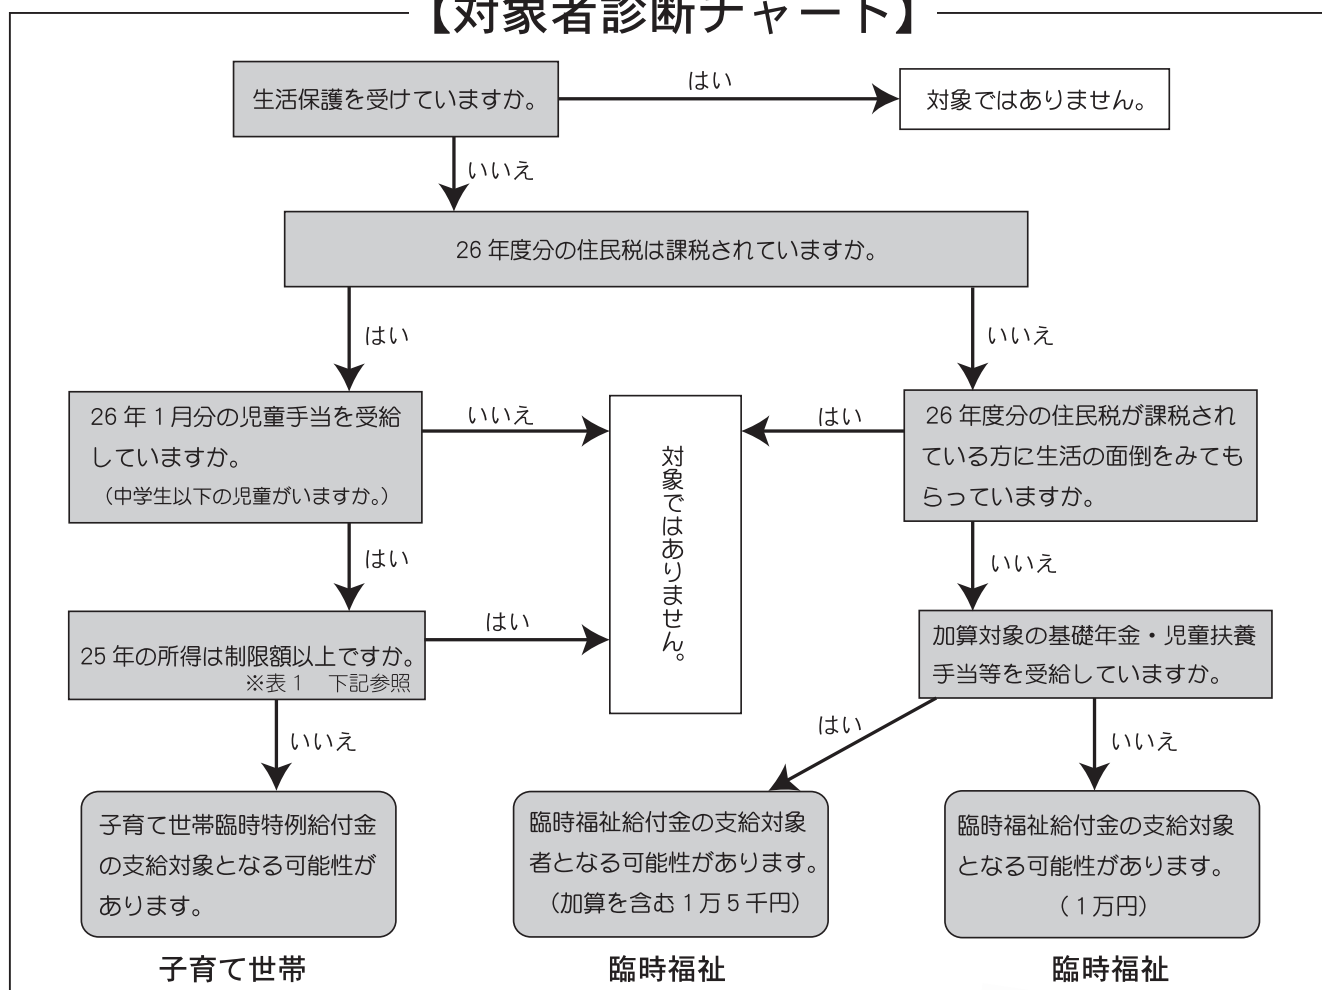 【対象者診断チャート】
生活保護を受けていますか。
はい
対象ではありません。
いいえ
26年度分の住民税は課税されていますか。
はい
いいえ
26年1月分の児童手当を受給
していますか。
（中学生以下の児童がいますか。）
いいえ
対象ではありません。
はい
26年度分の住民税が課税され
ている方に生活の面倒をみても
らっていますか。
はい
いいえ
25年の所得は制限額以上ですか。
※表1　下記参照
はい
加算対象の基礎年金・児童扶養
手当等を受給していますか。
いいえ
はい
いいえ
子育て世帯臨時特例給付金
の支給対象となる可能性が
あります。
臨時福祉給付金の支給対象
者となる可能性があります。
（加算を含む1万5千円）
臨時福祉給付金の支給対象
となる可能性があります。
（1万円）
子育て世帯
臨時福祉
臨時福祉